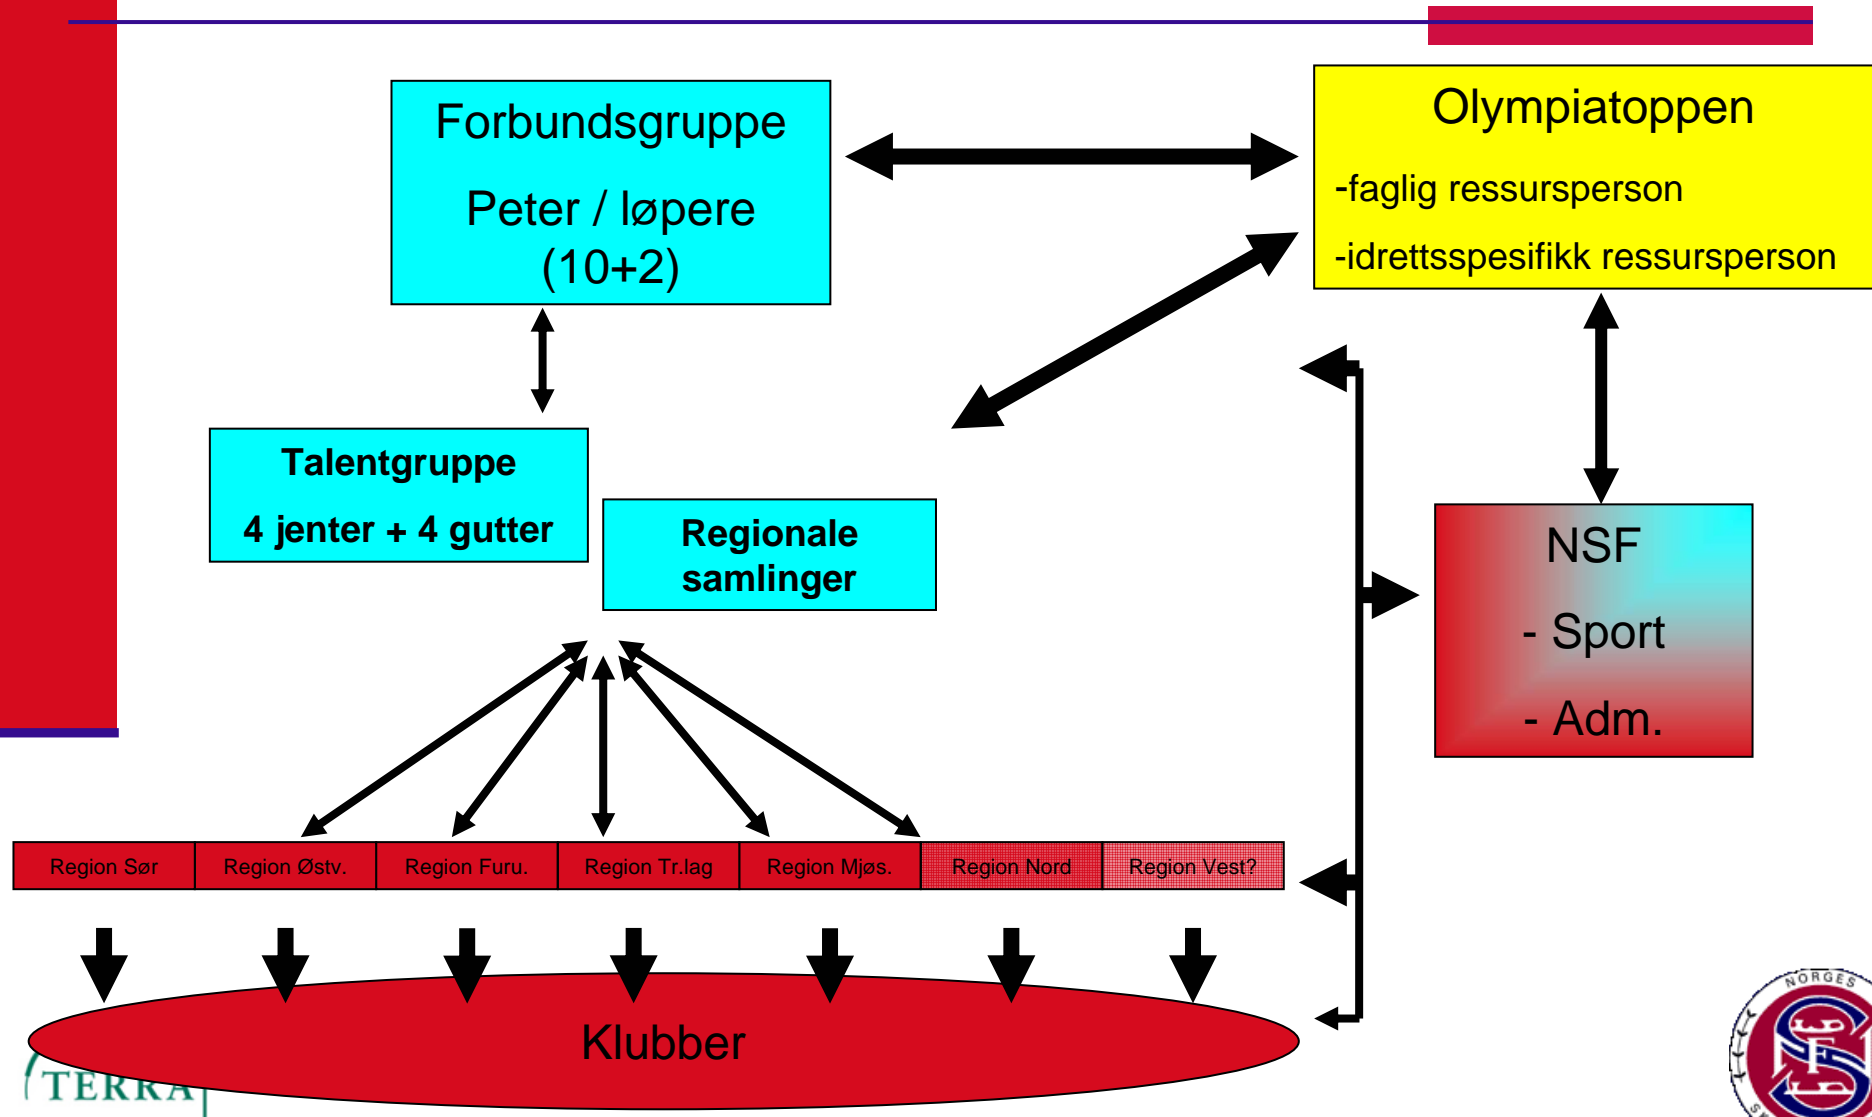 Forbundsgruppe
Peter / løpere
(10+2)
Olympiatoppen
-faglig ressursperson
-idrettsspesifikk ressursperson
Talentgruppe
4 jenter + 4 gutter
Regionale
samlinger
NSF
- Sport
- Adm.
Region Sør
Region Østv.
Region Furu.
Region Tr.lag
Region Mjøs.
Region Nord
Region Vest?
Klubber
TERRA
NORGES